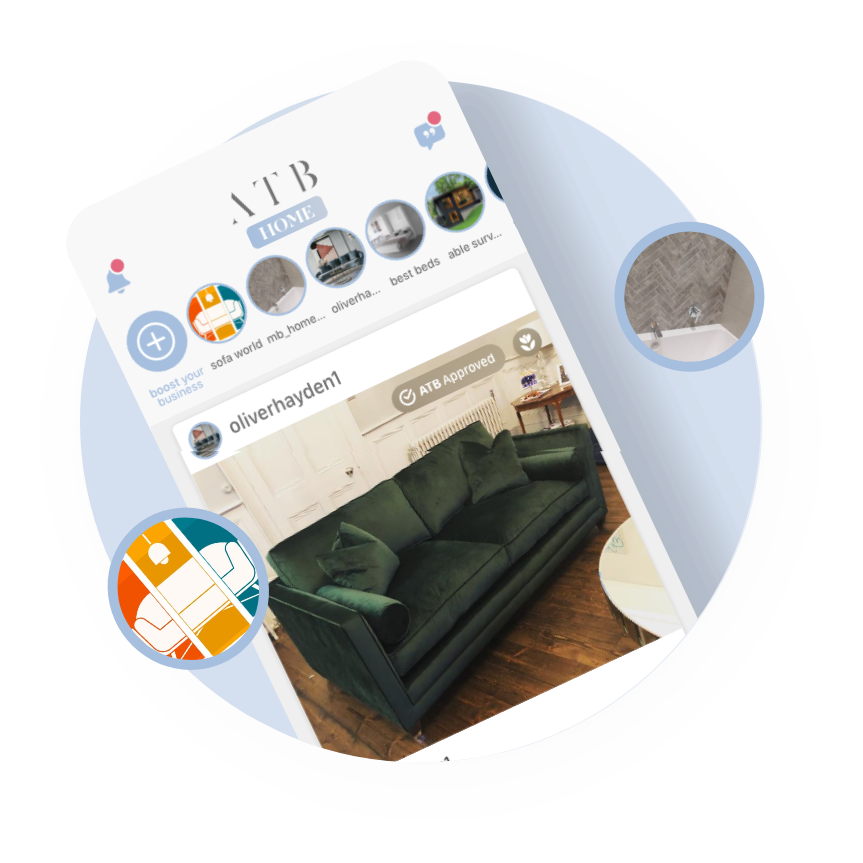 ATB
HOME
boost your
business
sofa world
mb_home...
oliverha...
best beds
able surv...
oliverhayden1
ATB Approved